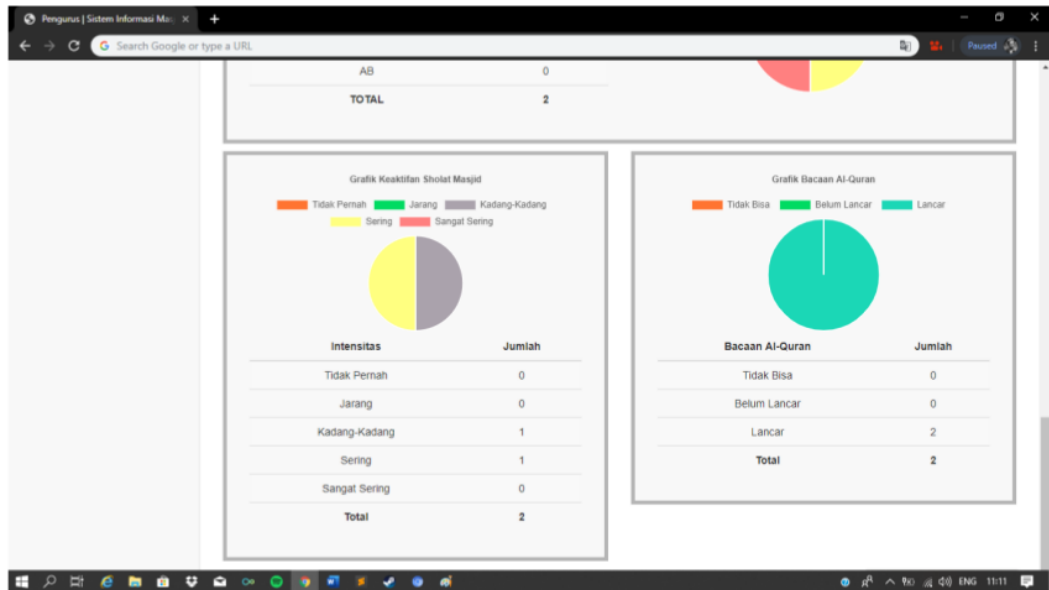 Pengurus | Sistem Informasi Mas
Search Google or type a URL
Paused
AB 0
TOTAL 2
Grafik Keaktifan Sholat Masjid
Tidak Pernah Jarang Kadang-Kadang
Sering Sangat Sering
Intensitas Jumlah
Tidak Pernah 0
Jarang 0
Kadang-Kadang 1
Sering 1
Sangat Sering 0
Total 2
Grafik Bacaan Al-Quran
Tidak Bisa Belum Lancar Lancar
Bacaan Al-Quran Jumlah
Tidak Bisa 0
Belum Lancar 0
Lancar 2
Total 2
ENG 11:11